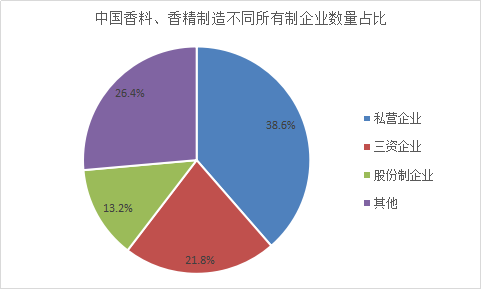 中国香料、香精制造不同所有制企业数量占比
26.4%
38.6%
13.2%
21.8%
私营企业
三资企业
股份制企业
其他